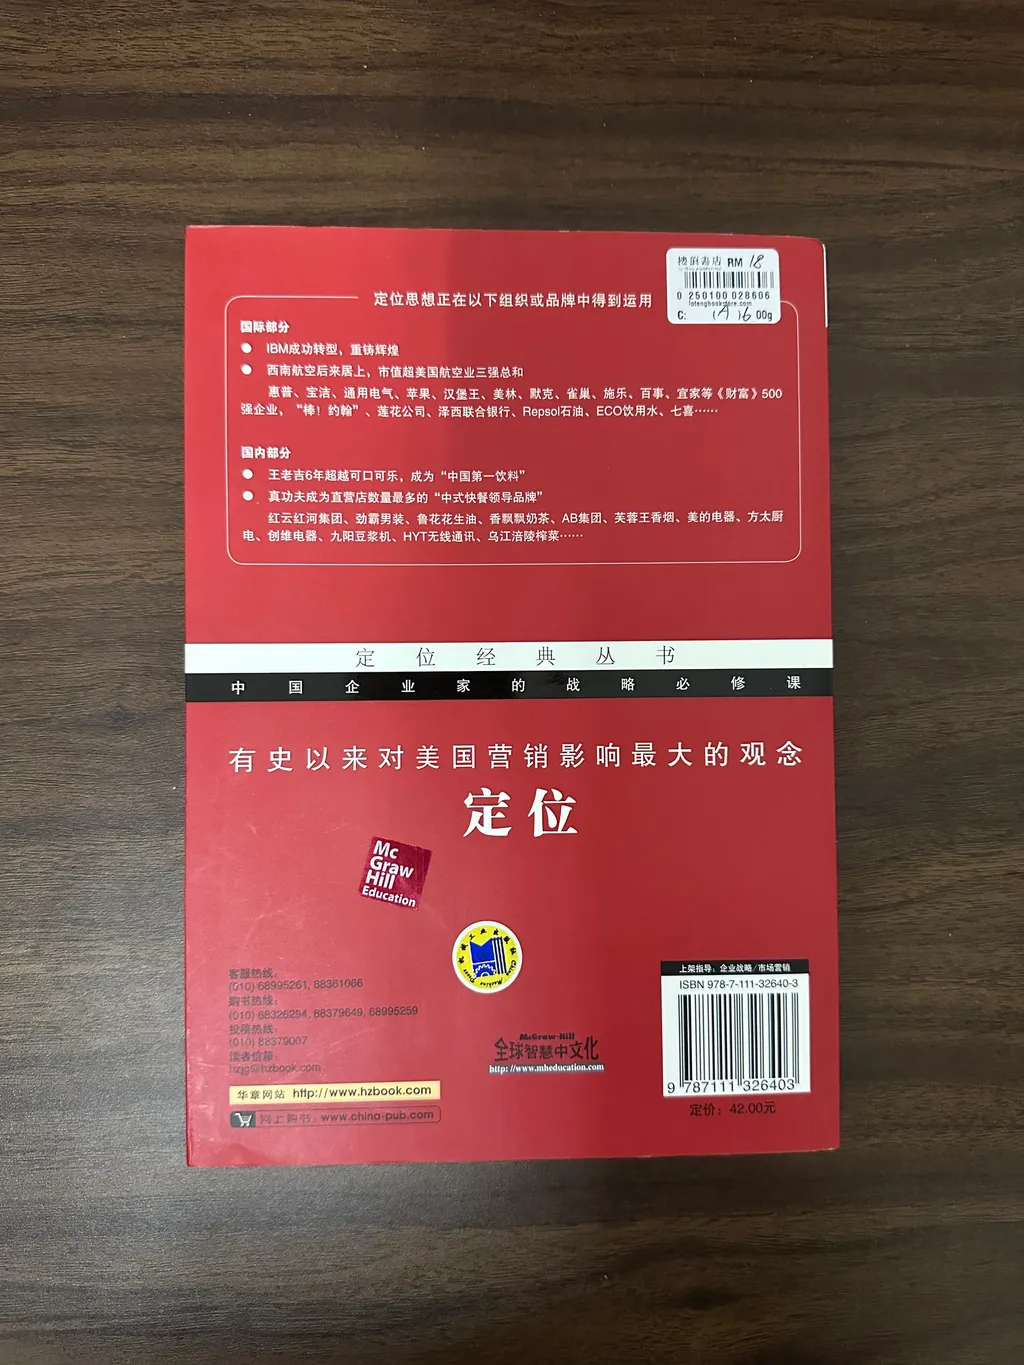 楼浪書店 RM 18
0 250100 028606
C: (A)6 00g
定位思想正在以下组织或品牌中得到运用
国际部分
● IBM成功转型，重铸辉煌
● 西南航空后来居上，市值超美国航空业三强总和
惠普、宝洁、通用电气、苹果、汉堡王、美林、默克、雀巢、施乐、百事、宜家等《财富》500
强企业，“棒！约翰”、莲花公司、泽西联合银行、Repsol石油、ECO饮用水、七喜……
国内部分
● 王老吉6年超越可口可乐，成为“中国第一饮料”
● 真功夫成为直营店数量最多的“中式快餐领导品牌”
红云红河集团、劲霸男装、鲁花花生油、香飘飘奶茶、AB集团、芙蓉王香烟、美的电器、方太厨
电、创维电器、九阳豆浆机、HYT无线通讯、乌江涪陵榨菜……
定位经典丛书
中国企业家的战略必修课
有史以来对美国营销影响最大的观念
定位
Mc
Graw
Hill
Education
机械工业出版社
China Machine Press
客服热线：
(010) 68995261, 88361066
购书热线：
(010) 68326294, 88379649, 68995259
投稿热线：
(010) 88379007
读者信箱：
hzjg@hzbook.com
华章网站 http://www.hzbook.com
网上购书：www.china-pub.com
McGraw-Hill
全球智慧中文化
http://www.mheducation.com
上架指导：企业战略/市场营销
ISBN 978-7-111-32640-3
9 787111 326403
定价：42.00元